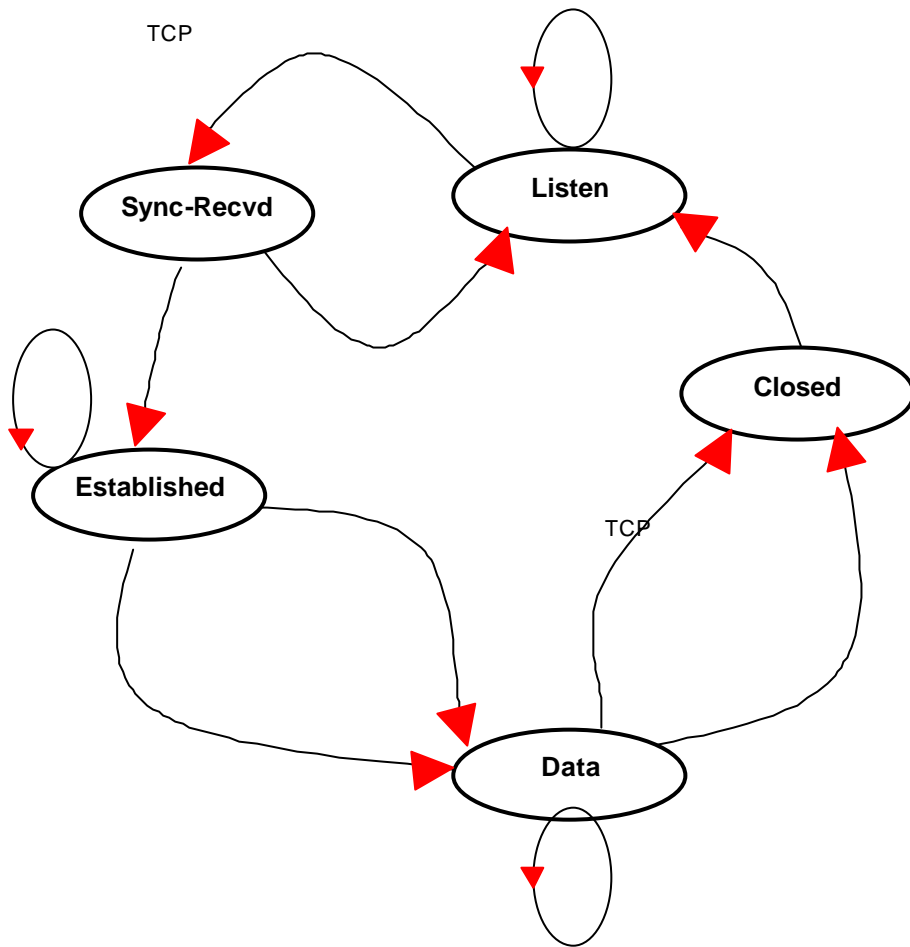 TCP
Listen
Sync-Recvd
Closed
Established
TCP
Data